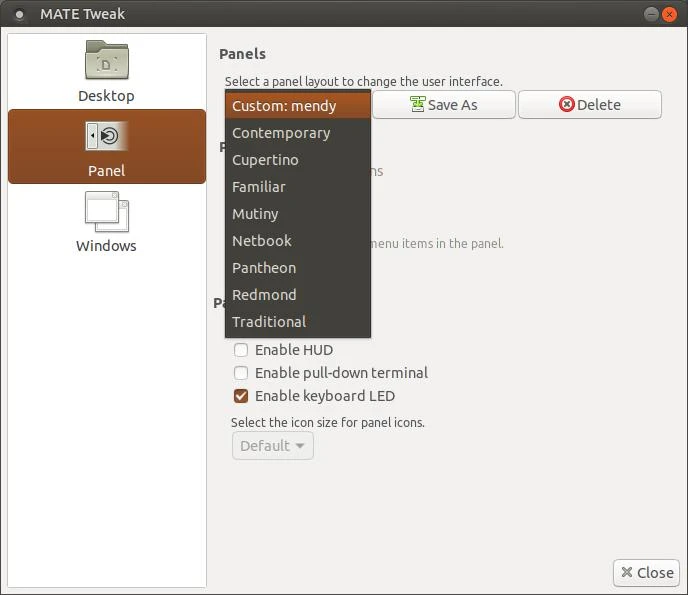 MATE Tweak
Desktop
Panel
Windows
Panels
Select a panel layout to change the user interface.
Custom: mendy
Contemporary
Cupertino
Familiar
Mutiny
Netbook
Pantheon
Redmond
Traditional
Save As
Delete
menu items in the panel.
Enable HUD
Enable pull-down terminal
Enable keyboard LED
Select the icon size for panel icons.
Default
Close